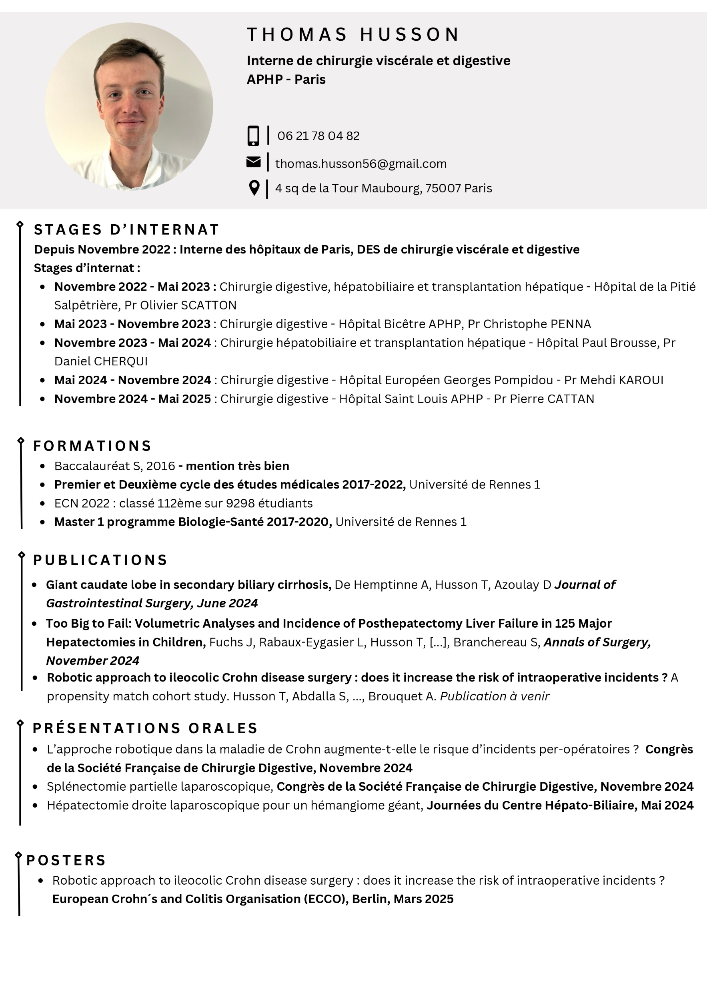 THOMAS HUSSON
Interne de chirurgie viscérale et digestive
APHP - Paris
06 21 78 04 82
thomas.husson56@gmail.com
4 sq de la Tour Maubourg, 75007 Paris
STAGES D’INTERNAT
Depuis Novembre 2022 : Interne des hôpitaux de Paris, DES de chirurgie viscérale et digestive
Stages d’internat :
• Novembre 2022 - Mai 2023 : Chirurgie digestive, hépatobiliaire et transplantation hépatique - Hôpital de la Pitié
Salpêtrière, Pr Olivier SCATTON
• Mai 2023 - Novembre 2023 : Chirurgie digestive - Hôpital Bicêtre APHP, Pr Christophe PENNA
• Novembre 2023 - Mai 2024 : Chirurgie hépatobiliaire et transplantation hépatique - Hôpital Paul Brousse, Pr
Daniel CHERQUI
• Mai 2024 - Novembre 2024 : Chirurgie digestive - Hôpital Européen Georges Pompidou - Pr Mehdi KAROUI
• Novembre 2024 - Mai 2025 : Chirurgie digestive - Hôpital Saint Louis APHP - Pr Pierre CATTAN
FORMATIONS
• Baccalauréat S, 2016 - mention très bien
• Premier et Deuxième cycle des études médicales 2017-2022, Université de Rennes 1
• ECN 2022 : classé 112ème sur 9298 étudiants
• Master 1 programme Biologie-Santé 2017-2020, Université de Rennes 1
PUBLICATIONS
• Giant caudate lobe in secondary biliary cirrhosis, De Hemptinne A, Husson T, Azoulay D Journal of
Gastrointestinal Surgery, June 2024
• Too Big to Fail: Volumetric Analyses and Incidence of Posthepatectomy Liver Failure in 125 Major
Hepatectomies in Children, Fuchs J, Rabaux-Eygasier L, Husson T, [...], Branchereau S, Annals of Surgery,
November 2024
• Robotic approach to ileocolic Crohn disease surgery : does it increase the risk of intraoperative incidents ? A
propensity match cohort study. Husson T, Abdalla S, ..., Brouquet A. Publication à venir
PRÉSENTATIONS ORALES
• L’approche robotique dans la maladie de Crohn augmente-t-elle le risque d’incidents per-opératoires ? Congrès
de la Société Française de Chirurgie Digestive, Novembre 2024
• Splénectomie partielle laparoscopique, Congrès de la Société Française de Chirurgie Digestive, Novembre 2024
• Hépatectomie droite laparoscopique pour un hémangiome géant, Journées du Centre Hépato-Biliaire, Mai 2024
POSTERS
• Robotic approach to ileocolic Crohn disease surgery : does it increase the risk of intraoperative incidents ?
European Crohn´s and Colitis Organisation (ECCO), Berlin, Mars 2025